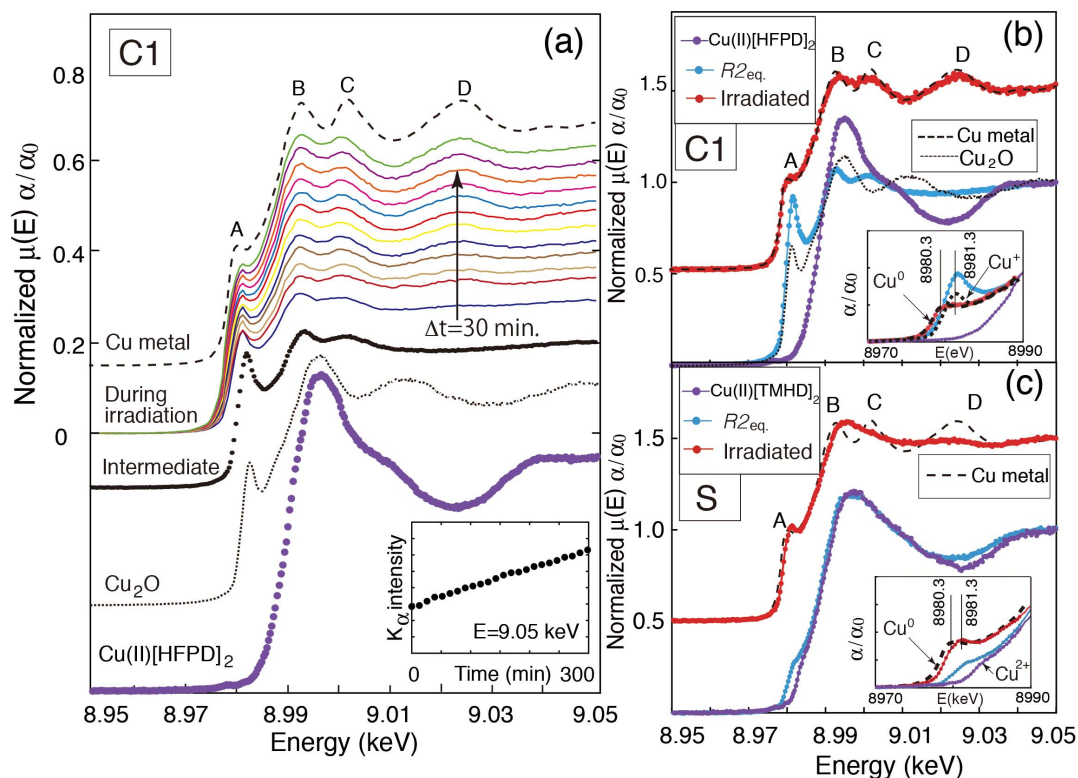 C1
(a)
Normalized μ(E) α/α0
0.8
0.6
0.4
0.2
0
A
B
C
D
Δt=30 min.
Cu metal
During
irradiation
Intermediate
Cu2O
Cu(II)[HFPD]2
Kα intensity
E=9.05 keV
0
Time (min)
300
8.95
8.97
8.99
9.01
9.03
9.05
Energy (keV)
(b)
Cu(II)[HFPD]2
R2eq.
Irradiated
C1
Normalized μ(E) α/α0
1.5
1.0
0.5
A
B
C
D
Cu metal
Cu2O
α/α0
8980.3
8981.3
Cu0
Cu+
8970
E(eV)
8990
(c)
Cu(II)[TMHD]2
R2eq.
Irradiated
S
Normalized μ(E) α/α0
1.5
1.0
0.5
0
A
B
C
D
Cu metal
α/α0
8980.3
8981.3
Cu0
Cu2+
8970
E(keV)
8990
8.95
8.97
8.99
9.01
9.03
9.05
Energy (keV)